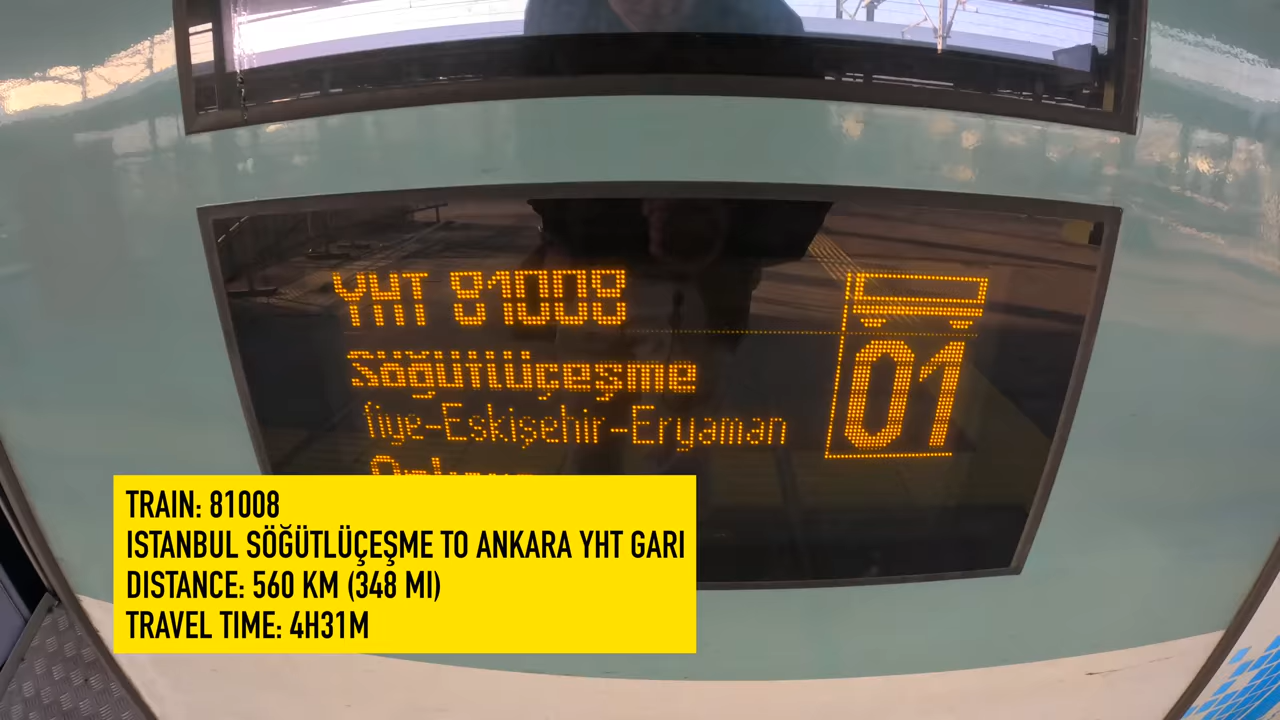 YHT 81008
01
Söğütlüçeşme
fiye-Eskişehir-Eryaman
TRAIN: 81008
ISTANBUL SÖĞÜTLÜÇEŞME TO ANKARA YHT GARI
DISTANCE: 560 KM (348 MI)
TRAVEL TIME: 4H31M